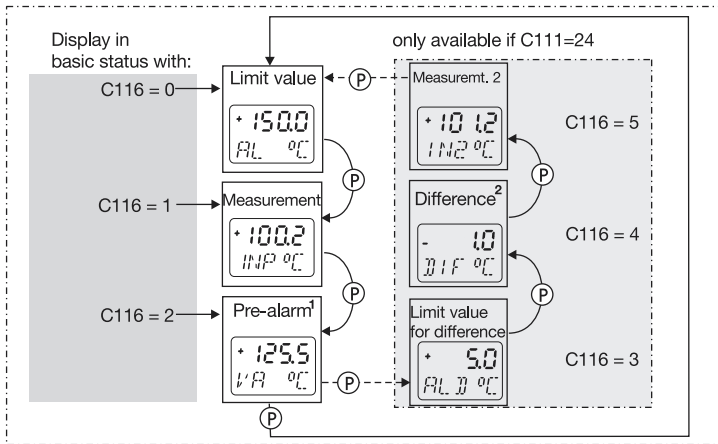 Display in
basic status with:
only available if C111=24
C116 = 0
Limit value
+ 150.0
AL °C
P
Measuremt. 2
+ 101.2
IN2 °C
C116 = 5
P
P
C116 = 1
Measurement
+ 100.2
INP °C
Difference²
- 1.0
DIF °C
C116 = 4
P
P
C116 = 2
Pre-alarm¹
+ 125.5
VA °C
P
Limit value
for difference
+ 5.0
AL D °C
C116 = 3
P